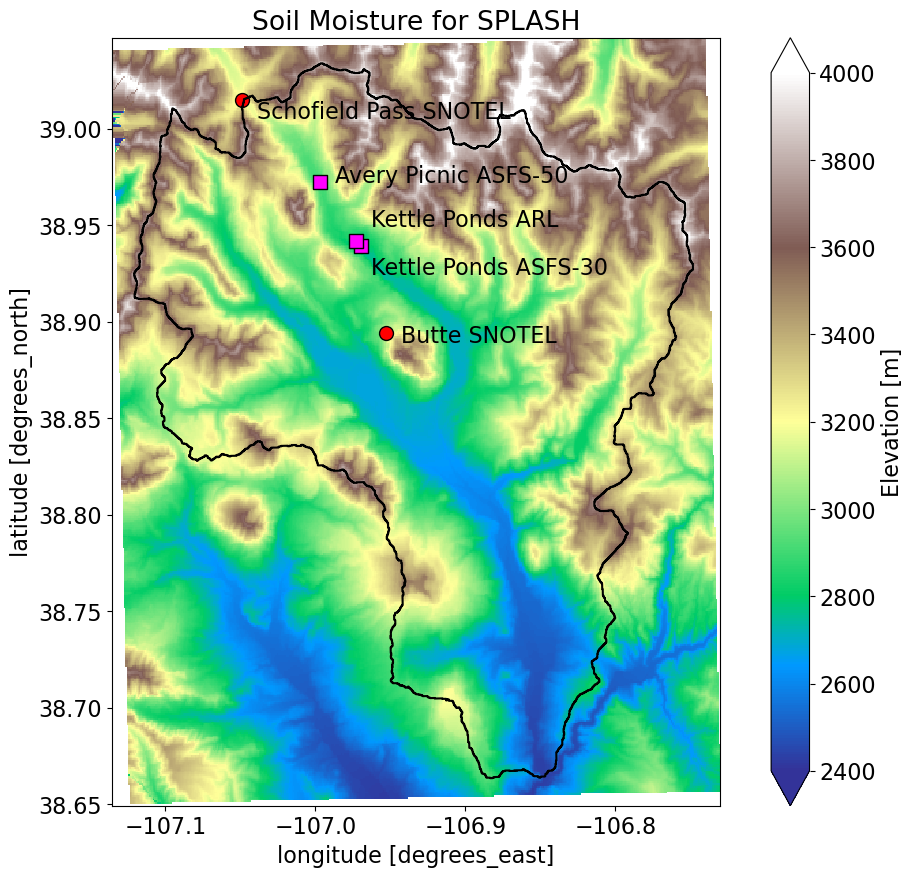 Soil Moisture for SPLASH
Schofield Pass SNOTEL
Avery Picnic ASFS-50
Kettle Ponds ARL
Kettle Ponds ASFS-30
Butte SNOTEL
39.00
38.95
38.90
38.85
38.80
38.75
38.70
38.65
latitude [degrees_north]
−107.1
−107.0
−106.9
−106.8
longitude [degrees_east]
4000
3800
3600
3400
3200
3000
2800
2600
2400
Elevation [m]